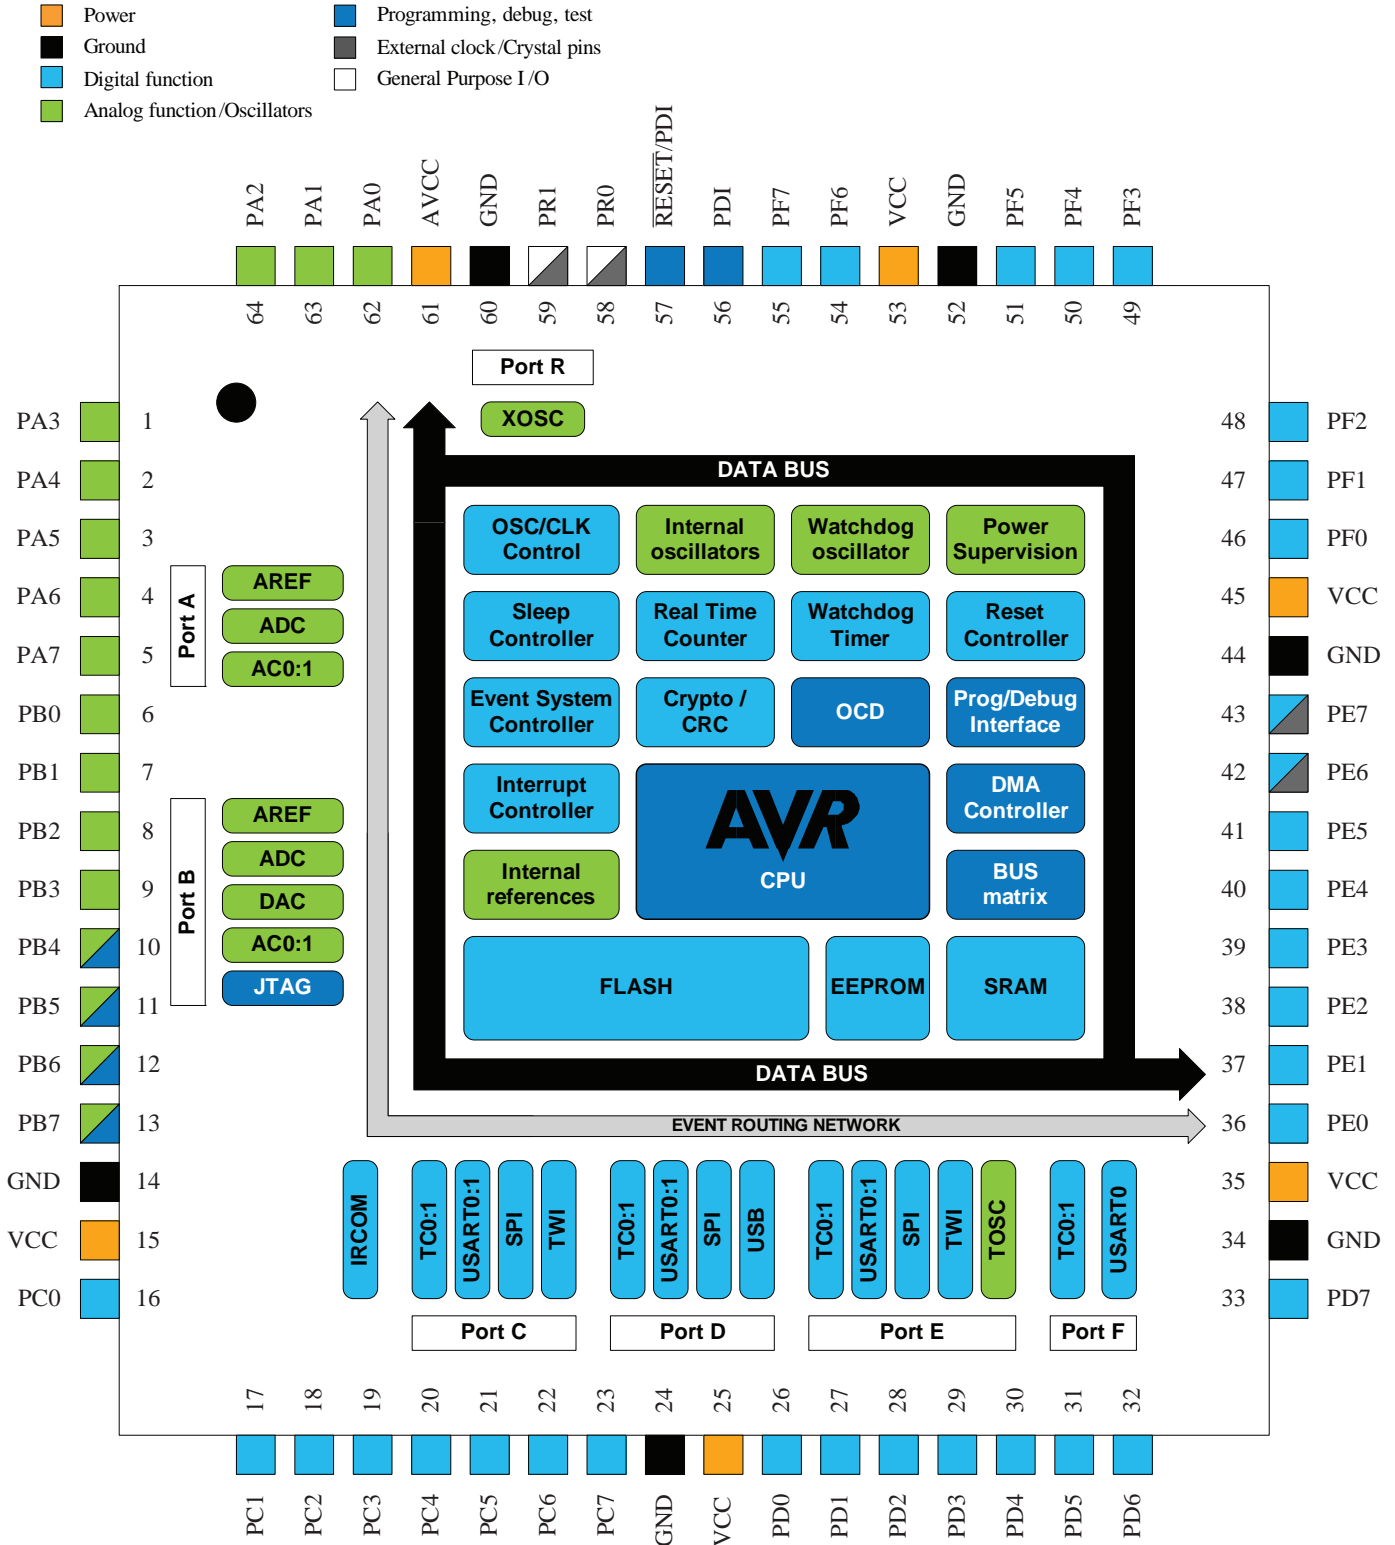 Power
Ground
Digital function
Analog function/Oscillators
Programming, debug, test
External clock/Crystal pins
General Purpose I/O
PA2
PA1
PA0
AVCC
GND
PR1
PR0
RESET/PDI
PDI
PF7
PF6
VCC
GND
PF5
PF4
PF3
64
63
62
61
60
59
58
57
56
55
54
53
52
51
50
49
PA3 1
PA4 2
PA5 3
PA6 4
PA7 5
PB0 6
PB1 7
PB2 8
PB3 9
PB4 10
PB5 11
PB6 12
PB7 13
GND 14
VCC 15
PC0 16
Port A
AREF
ADC
AC0:1
Port B
AREF
ADC
DAC
AC0:1
JTAG
Port R
XOSC
DATA BUS
OSC/CLK
Control
Internal
oscillators
Watchdog
oscillator
Power
Supervision
Sleep
Controller
Real Time
Counter
Watchdog
Timer
Reset
Controller
Event System
Controller
Crypto /
CRC
OCD
Prog/Debug
Interface
Interrupt
Controller
AVR
CPU
DMA
Controller
Internal
references
BUS
matrix
FLASH
EEPROM
SRAM
DATA BUS
EVENT ROUTING NETWORK
48 PF2
47 PF1
46 PF0
45 VCC
44 GND
43 PE7
42 PE6
41 PE5
40 PE4
39 PE3
38 PE2
37 PE1
36 PE0
35 VCC
34 GND
33 PD7
IRCOM
TC0:1
USART0:1
SPI
TWI
TC0:1
USART0:1
SPI
USB
TC0:1
USART0:1
SPI
TWI
TOSC
TC0:1
USART0
Port C
Port D
Port E
Port F
17
18
19
20
21
22
23
24
25
26
27
28
29
30
31
32
PC1
PC2
PC3
PC4
PC5
PC6
PC7
GND
VCC
PD0
PD1
PD2
PD3
PD4
PD5
PD6